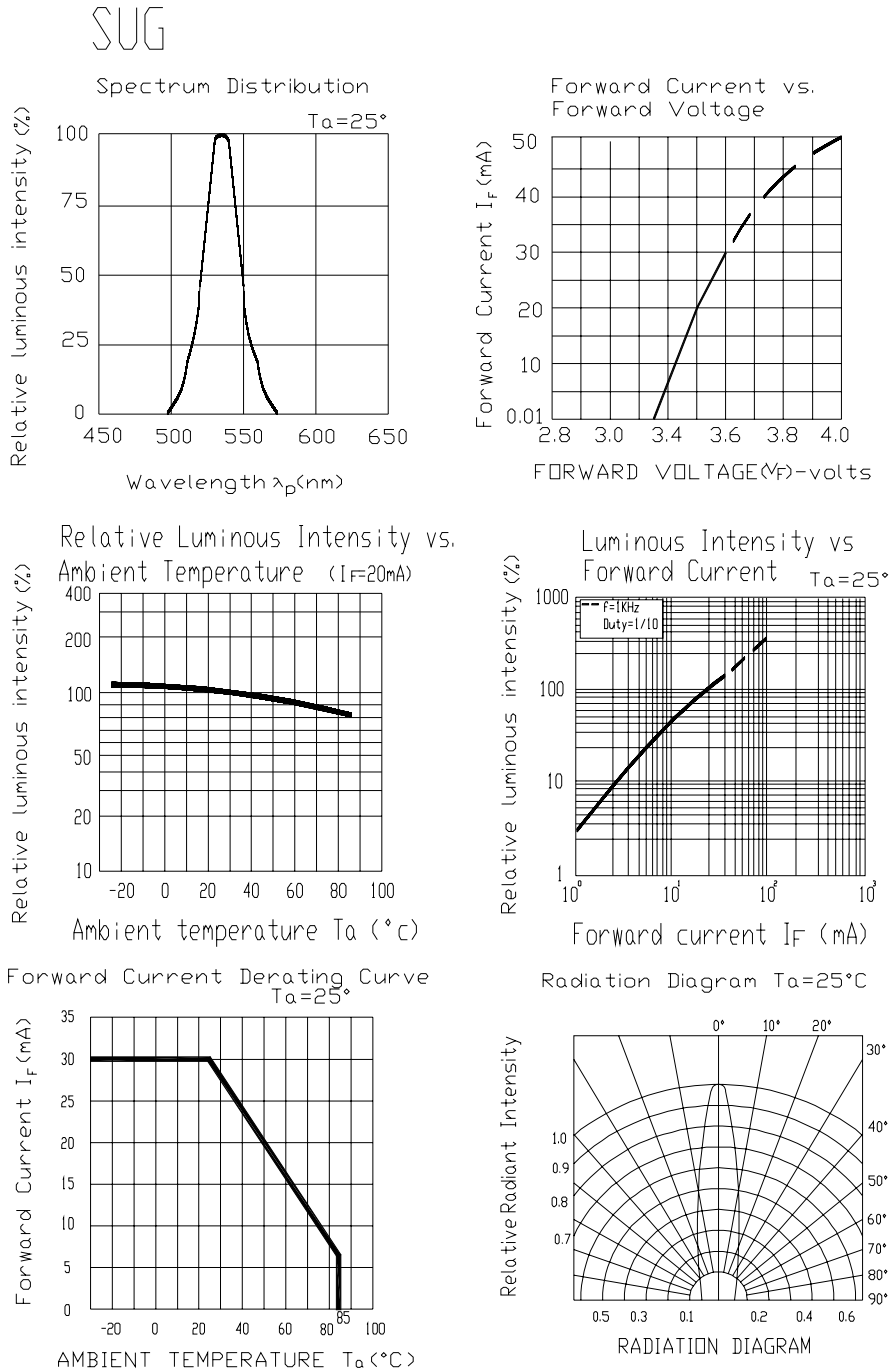 SUG
Spectrum Distribution
Ta=25°
Relative luminous intensity (%)
100
75
50
25
0
450 500 550 600 650
Wavelength λp(nm)
Forward Current vs.
Forward Voltage
Forward Current IF (mA)
50
40
30
20
10
0.01
2.8 3.0 3.4 3.6 3.8 4.0
FORWARD VOLTAGE(VF)-volts
Relative Luminous Intensity vs.
Ambient Temperature (IF=20mA)
Relative luminous intensity (%)
400
200
100
50
20
10
-20 0 20 40 60 80 100
Ambient temperature Ta (°c)
Luminous Intensity vs
Forward Current Ta=25°
Relative luminous intensity (%)
f=1KHz
Duty=1/10
1000
100
10
1
10⁰ 10¹ 10² 10³
Forward current IF (mA)
Forward Current Derating Curve
Ta=25°
Forward Current IF (mA)
35
30
25
20
15
10
5
0
-20 0 20 40 60 80 85 100
AMBIENT TEMPERATURE Ta (°C)
Radiation Diagram Ta=25°C
Relative Radiant Intensity
0° 10° 20°
30°
40°
50°
60°
70°
80°
90°
1.0
0.9
0.8
0.7
0.5 0.3 0.1 0.2 0.4 0.6
RADIATION DIAGRAM